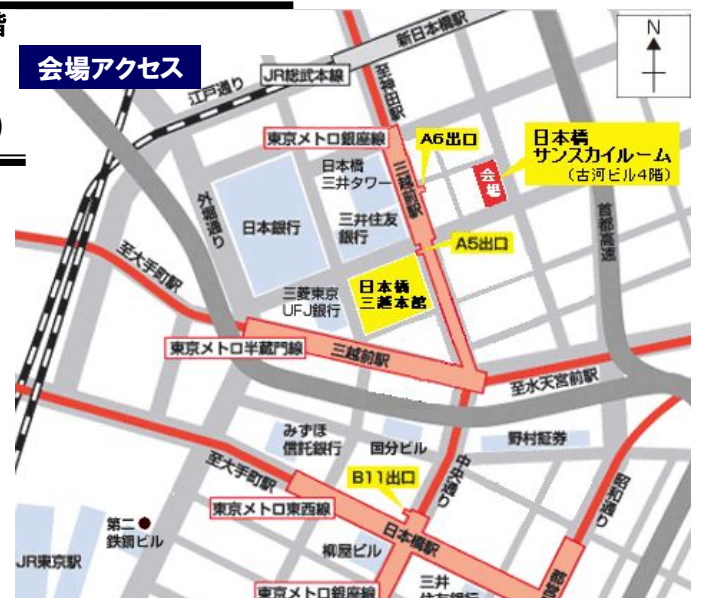 階
会場アクセス
)
N
新日本橋駅
JR総武本線
江戸通り
至神田駅
東京メトロ銀座線
A6出口
日本橋
サンスカイルーム
(古河ビル4階)
日本橋
三井タワー
三越前駅
会場
外堀通り
日本銀行
三井住友
銀行
A5出口
首都高速
至大手町駅
三菱東京
UFJ銀行
日本橋
三越本館
東京メトロ半蔵門線
三越前駅
至水天宮前駅
みずほ
信託銀行
国分ビル
野村証券
至大手町駅
B11出口
中央通り
昭和通り
東京メトロ東西線
第二
鉄鋼ビル
日本橋駅
柳屋ビル
JR東京駅
三井
住友銀行
東京メトロ銀座線
都営